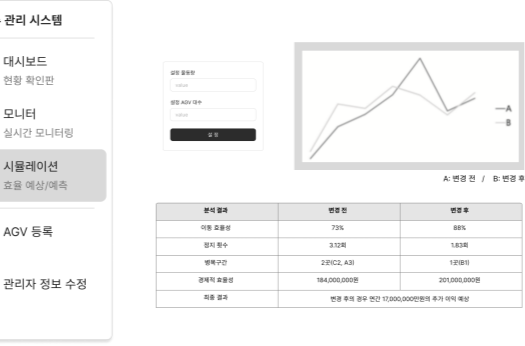 관리 시스템
대시보드
현황 확인판
모니터
실시간 모니터링
시뮬레이션
효율 예상/예측
AGV 등록
관리자 정보 수정
설정 물동량
value
설정 AGV 대수
value
설정
A
B
A: 변경 전 / B: 변경 후
분석 결과 변경 전 변경 후
이동 효율성 73% 88%
정지 횟수 3.12회 1.83회
병목구간 2곳(C2, A3) 1곳(B1)
경제적 효율성 184,000,000원 201,000,000원
최종 결과 변경 후의 경우 연간 17,000,000만원의 추가 이익 예상